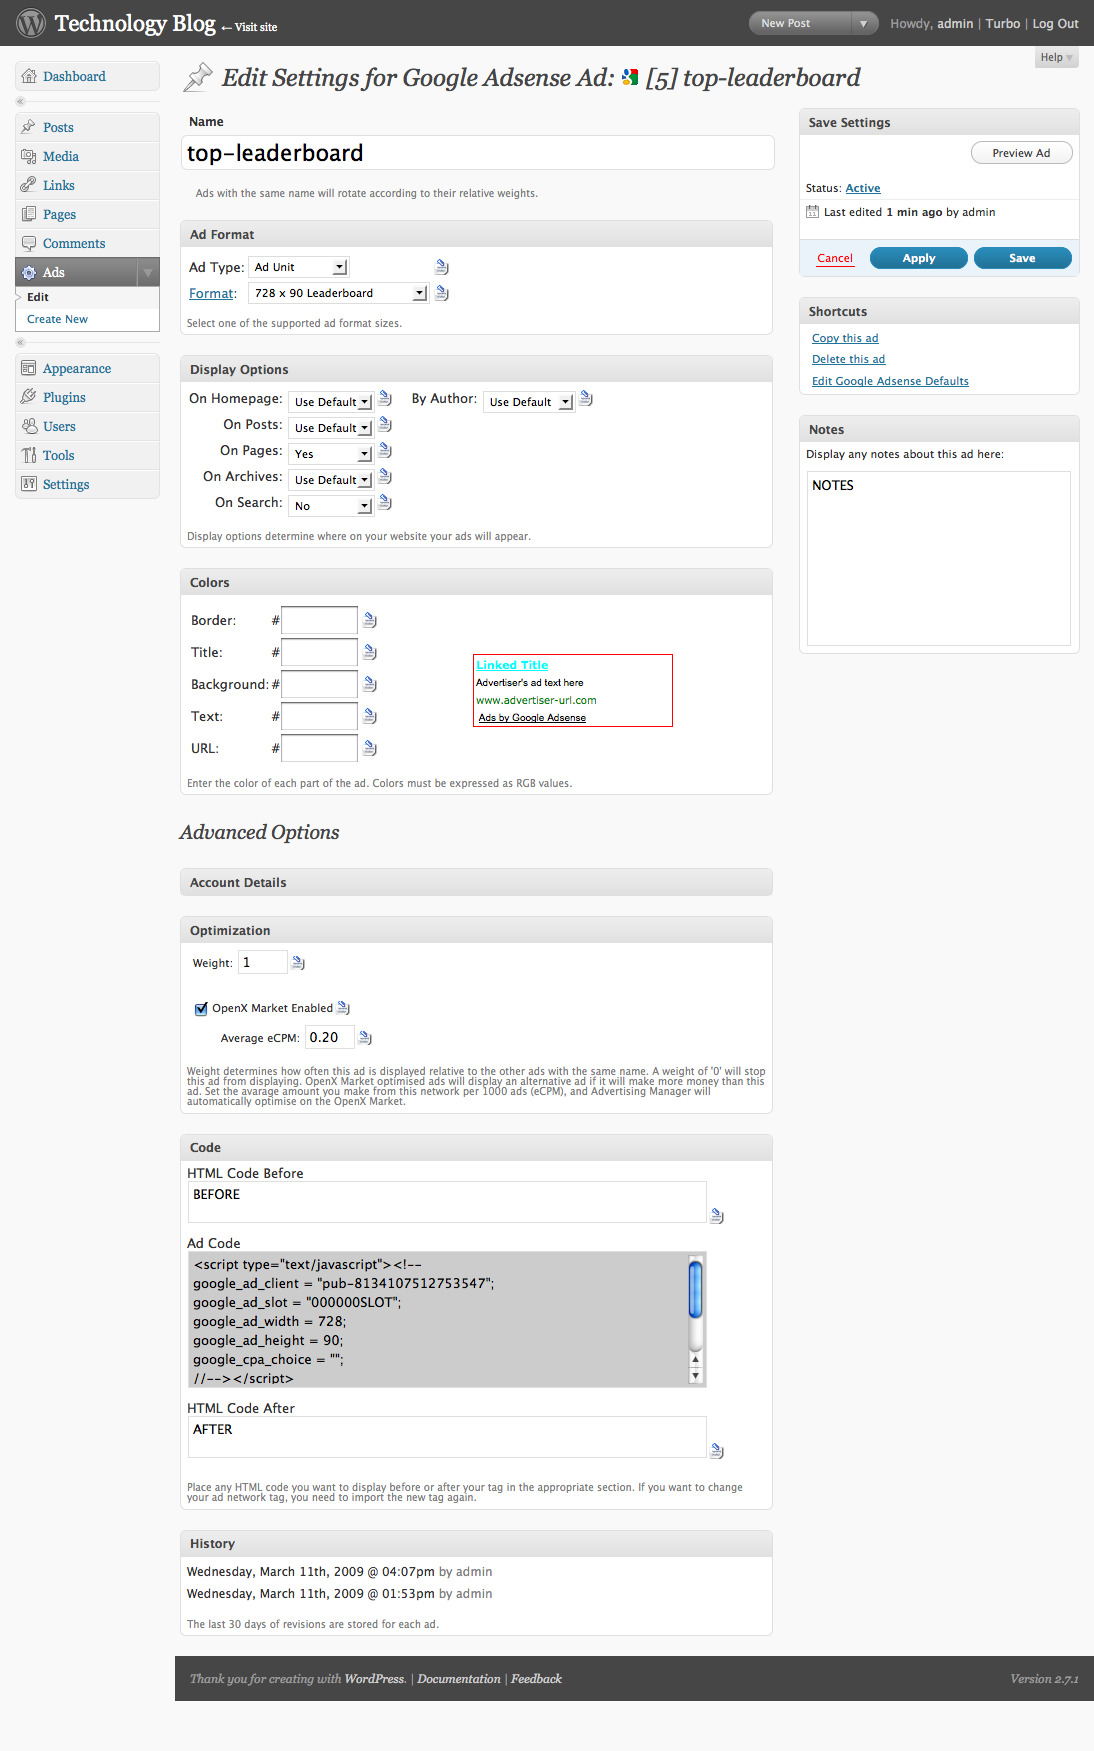 Technology Blog ← Visit site
New Post
Howdy, admin | Turbo | Log Out
Help
Dashboard
Posts
Media
Links
Pages
Comments
Ads
Edit
Create New
Appearance
Plugins
Users
Tools
Settings
Edit Settings for Google Adsense Ad: [5] top-leaderboard
Name
top-leaderboard
Ads with the same name will rotate according to their relative weights.
Ad Format
Ad Type: Ad Unit
Format: 728 x 90 Leaderboard
Select one of the supported ad format sizes.
Display Options
On Homepage: Use Default By Author: Use Default
On Posts: Use Default
On Pages: Yes
On Archives: Use Default
On Search: No
Display options determine where on your website your ads will appear.
Colors
Border: #
Title: #
Background: #
Text: #
URL: #
Linked Title
Advertiser's ad text here
www.advertiser-url.com
Ads by Google Adsense
Enter the color of each part of the ad. Colors must be expressed as RGB values.
Advanced Options
Account Details
Optimization
Weight: 1
OpenX Market Enabled
Average eCPM: 0.20
Weight determines how often this ad is displayed relative to the other ads with the same name. A weight of '0' will stop
this ad from displaying. OpenX Market optimised ads will display an alternative ad if it will make more money than this
ad. Set the avarage amount you make from this network per 1000 ads (eCPM), and Advertising Manager will
automatically optimise on the OpenX Market.
Code
HTML Code Before
BEFORE
Ad Code
<script type="text/javascript"><!--
google_ad_client = "pub-8134107512753547";
google_ad_slot = "000000SLOT";
google_ad_width = 728;
google_ad_height = 90;
google_cpa_choice = "";
//--></script>
HTML Code After
AFTER
Place any HTML code you want to display before or after your tag in the appropriate section. If you want to change
your ad network tag, you need to import the new tag again.
History
Wednesday, March 11th, 2009 @ 04:07pm by admin
Wednesday, March 11th, 2009 @ 01:53pm by admin
The last 30 days of revisions are stored for each ad.
Save Settings
Preview Ad
Status: Active
Last edited 1 min ago by admin
Cancel Apply Save
Shortcuts
Copy this ad
Delete this ad
Edit Google Adsense Defaults
Notes
Display any notes about this ad here:
NOTES
Thank you for creating with WordPress. | Documentation | Feedback
Version 2.7.1